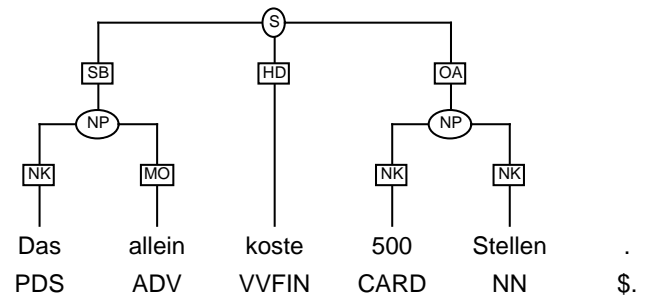 S
SB HD OA
NP NP
NK MO NK NK
Das allein koste 500 Stellen .
PDS ADV VVFIN CARD NN $.